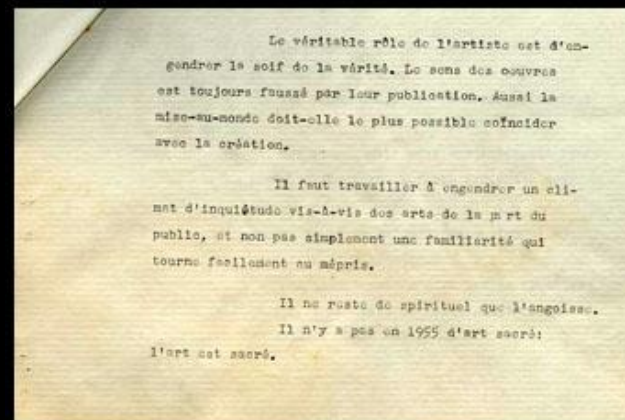 Le véritable rôle de l'artiste est d'en-
gendrer la soif de la vérité. Le sens des oeuvres
est toujours faussé par leur publication. Aussi la
mise-au-monde doit-elle le plus possible coïncider
avec la création.
Il faut travailler à engendrer un cli-
mat d'inquiétude vis-à-vis des arts de la part du
public, et non pas simplement une familiarité qui
tourne facilement au mépris.
Il ne reste de spirituel que l'angoisse.
Il n'y a pas en 1955 d'art sacré:
l'art est sacré.